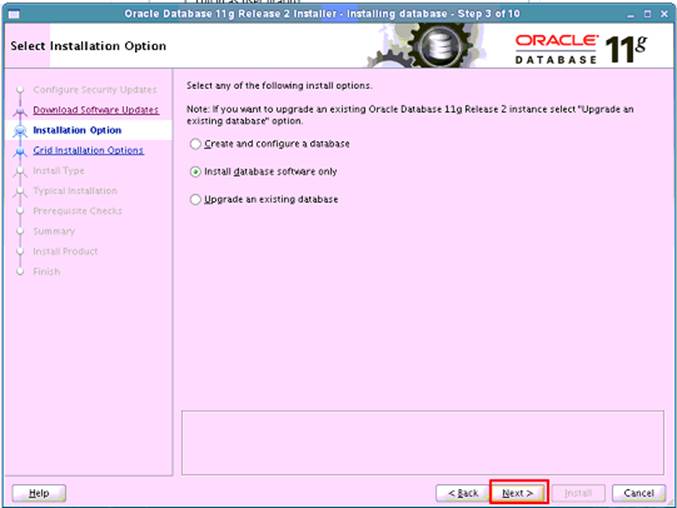 Oracle Database 11g Release 2 Installer - Installing database - Step 3 of 10
Select Installation Option
ORACLE
DATABASE 11g
Configure Security Updates
Download Software Updates
Installation Option
Grid Installation Options
Install Type
Typical Installation
Prerequisite Checks
Summary
Install Product
Finish
Select any of the following install options.
Note: If you want to upgrade an existing Oracle Database 11g Release 2 instance select "Upgrade an
existing database" option.
Create and configure a database
Install database software only
Upgrade an existing database
Help
< Back
Next >
Install
Cancel